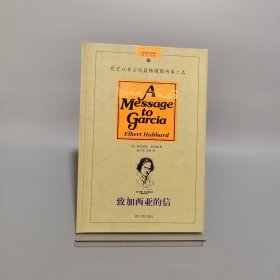 有史以来全球最畅销图书第六名
A
Message
to
Garcia
Elbert Hubbard
致加西亚的信